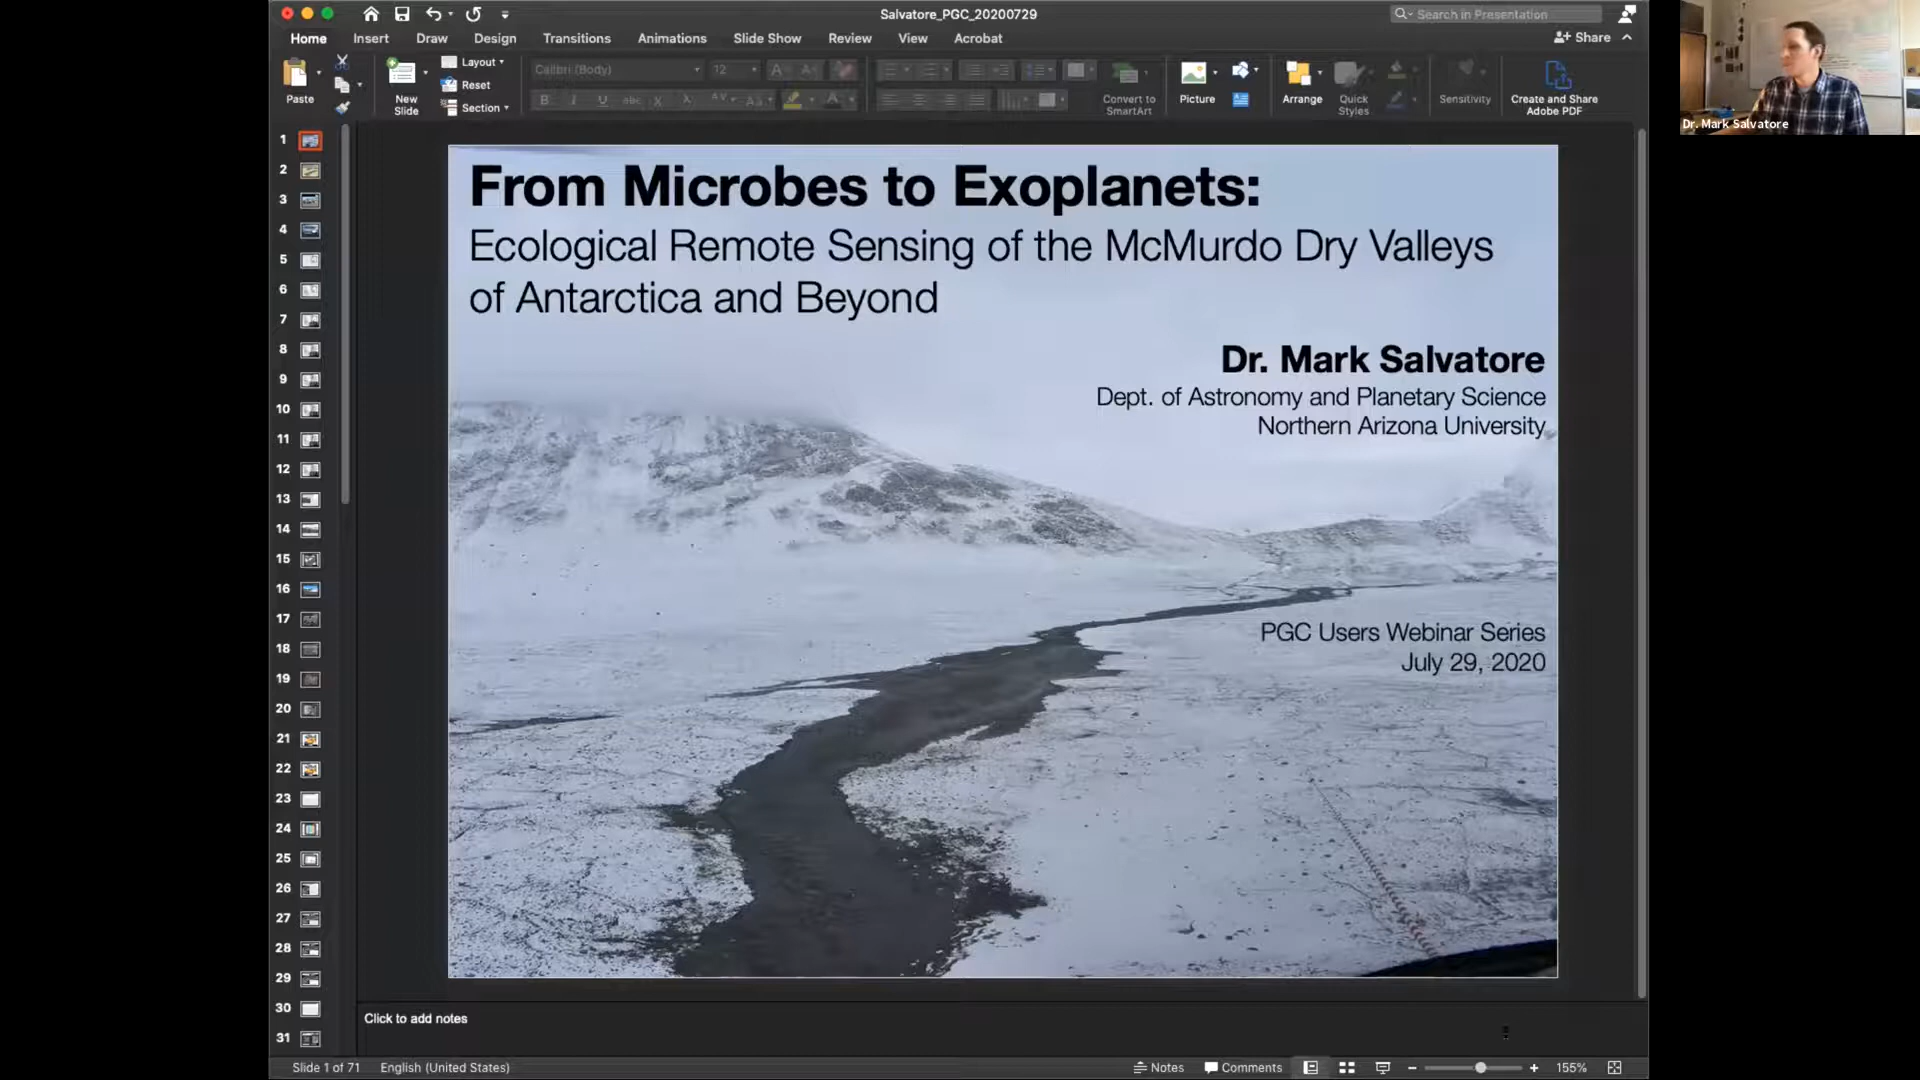 Salvatore_PGC_20200729
Search in Presentation
Home Insert Draw Design Transitions Animations Slide Show Review View Acrobat
Share
Paste
New Slide
Layout
Reset
Section
Calibri (Body)
12
Convert to SmartArt
Picture
Arrange
Quick Styles
Sensitivity
Create and Share Adobe PDF
Dr. Mark Salvatore
1
2
3
4
5
6
7
8
9
10
11
12
13
14
15
16
17
18
19
20
21
22
23
24
25
26
27
28
29
30
31
From Microbes to Exoplanets:
Ecological Remote Sensing of the McMurdo Dry Valleys
of Antarctica and Beyond
Dr. Mark Salvatore
Dept. of Astronomy and Planetary Science
Northern Arizona University
PGC Users Webinar Series
July 29, 2020
Click to add notes
Slide 1 of 71 English (United States)
Notes Comments 155%